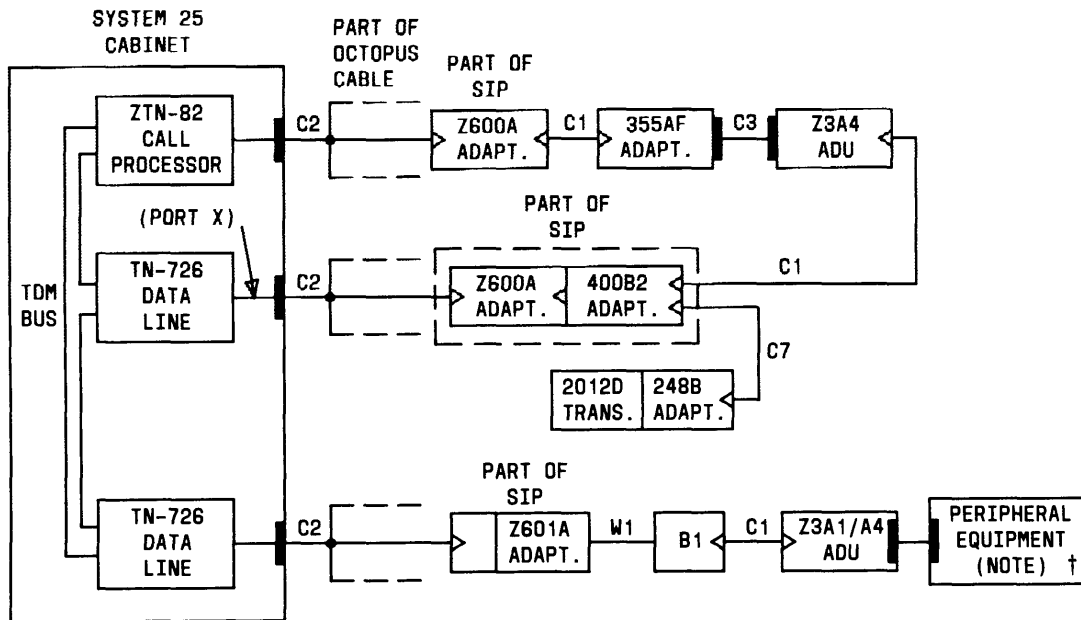 SYSTEM 25
CABINET
PART OF
OCTOPUS
CABLE
PART OF
SIP
ZTN-82
CALL
PROCESSOR
C2
Z600A
ADAPT.
C1
355AF
ADAPT.
C3
Z3A4
ADU
(PORT X)
PART OF
SIP
TDM
BUS
TN-726
DATA
LINE
C2
Z600A
ADAPT.
400B2
ADAPT.
C1
C7
2012D
TRANS.
248B
ADAPT.
PART OF
SIP
TN-726
DATA
LINE
C2
Z601A
ADAPT.
W1
B1
C1
Z3A1/A4
ADU
PERIPHERAL
EQUIPMENT
(NOTE) †